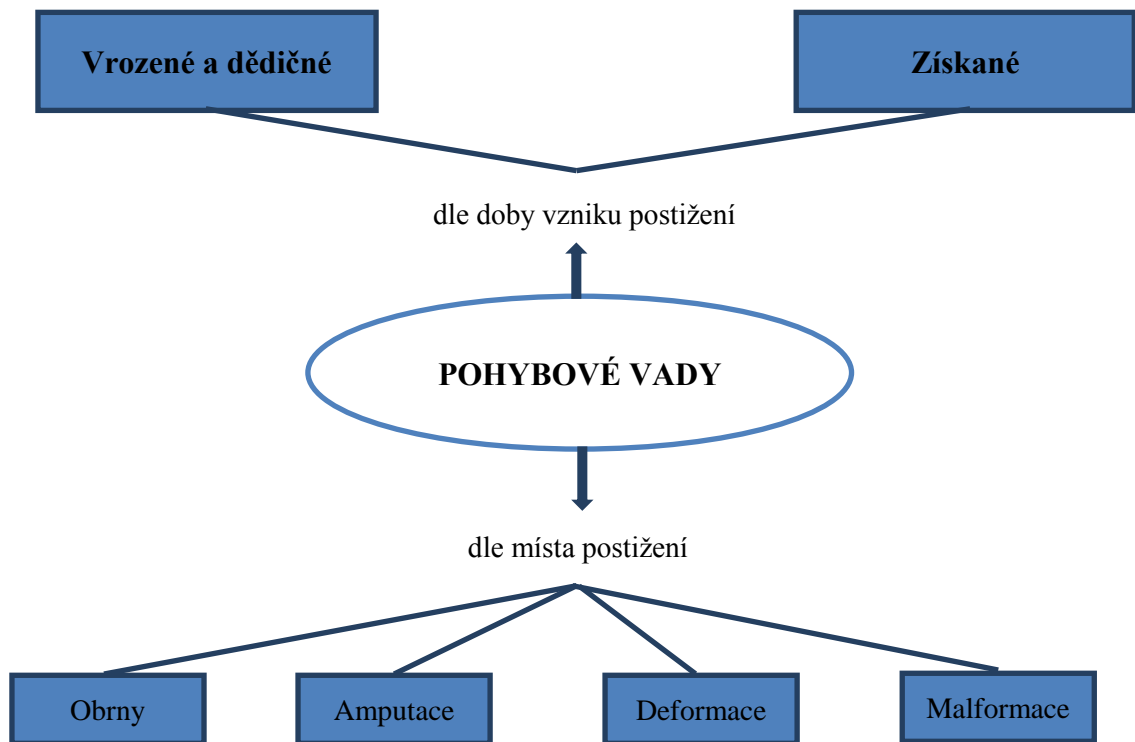 Vrozené a dědičné
Získané
dle doby vzniku postižení
POHYBOVÉ VADY
dle místa postižení
Obrny
Amputace
Deformace
Malformace